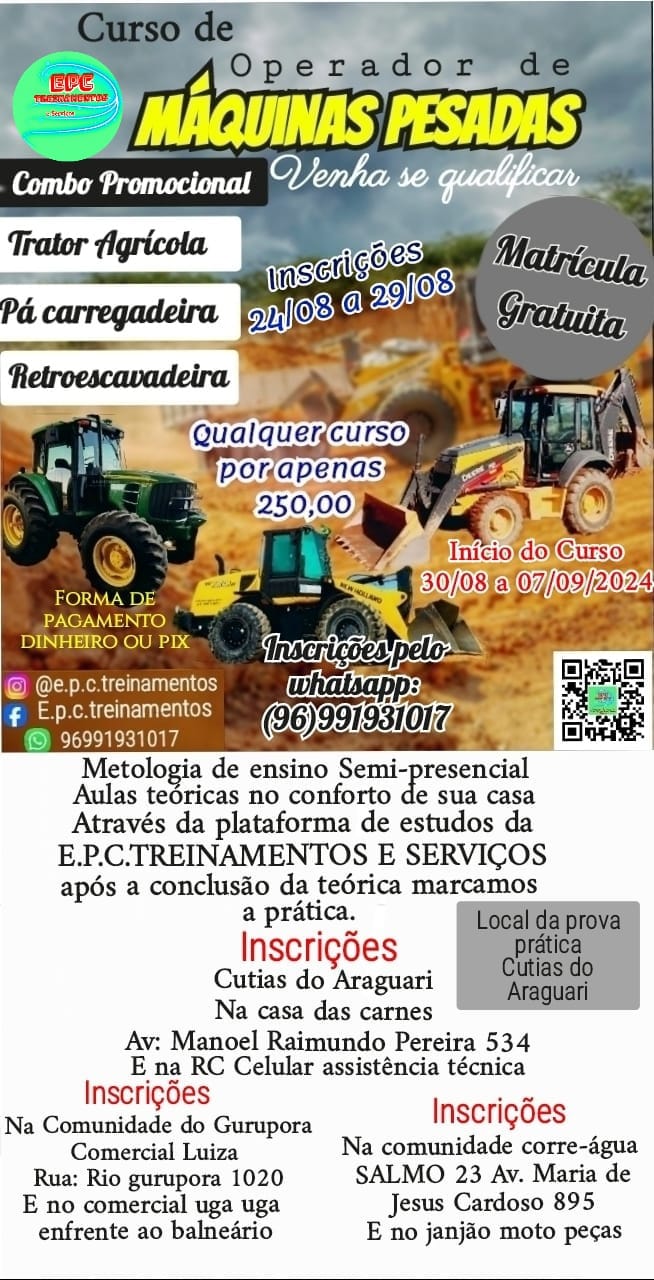 Curso de
Operador de
MÁQUINAS PESADAS
EPC
TREINAMENTOS
e Serviços
Combo Promocional
Venha se qualificar
Trator Agrícola
Pá carregadeira
Retroescavadeira
Inscrições
24/08 a 29/08
Matrícula
Gratuita
Qualquer curso
por apenas
250,00
DEERE
NEW HOLLAND
Início do Curso
30/08 a 07/09/2024
FORMA DE
PAGAMENTO
DINHEIRO OU PIX
Inscrições pelo
whatsapp:
(96)991931017
@e.p.c.treinamentos
E.p.c.treinamentos
96991931017
Metologia de ensino Semi-presencial
Aulas teóricas no conforto de sua casa
Através da plataforma de estudos da
E.P.C.TREINAMENTOS E SERVIÇOS
após a conclusão da teórica marcamos
a prática.
Local da prova
prática
Cutias do
Araguari
Inscrições
Cutias do Araguari
Na casa das carnes
Av: Manoel Raimundo Pereira 534
E na RC Celular assistência técnica
Inscrições
Na Comunidade do Gurupora
Comercial Luiza
Rua: Rio gurupora 1020
E no comercial uga uga
enfrente ao balneário
Inscrições
Na comunidade corre-água
SALMO 23 Av. Maria de
Jesus Cardoso 895
E no janjão moto peças